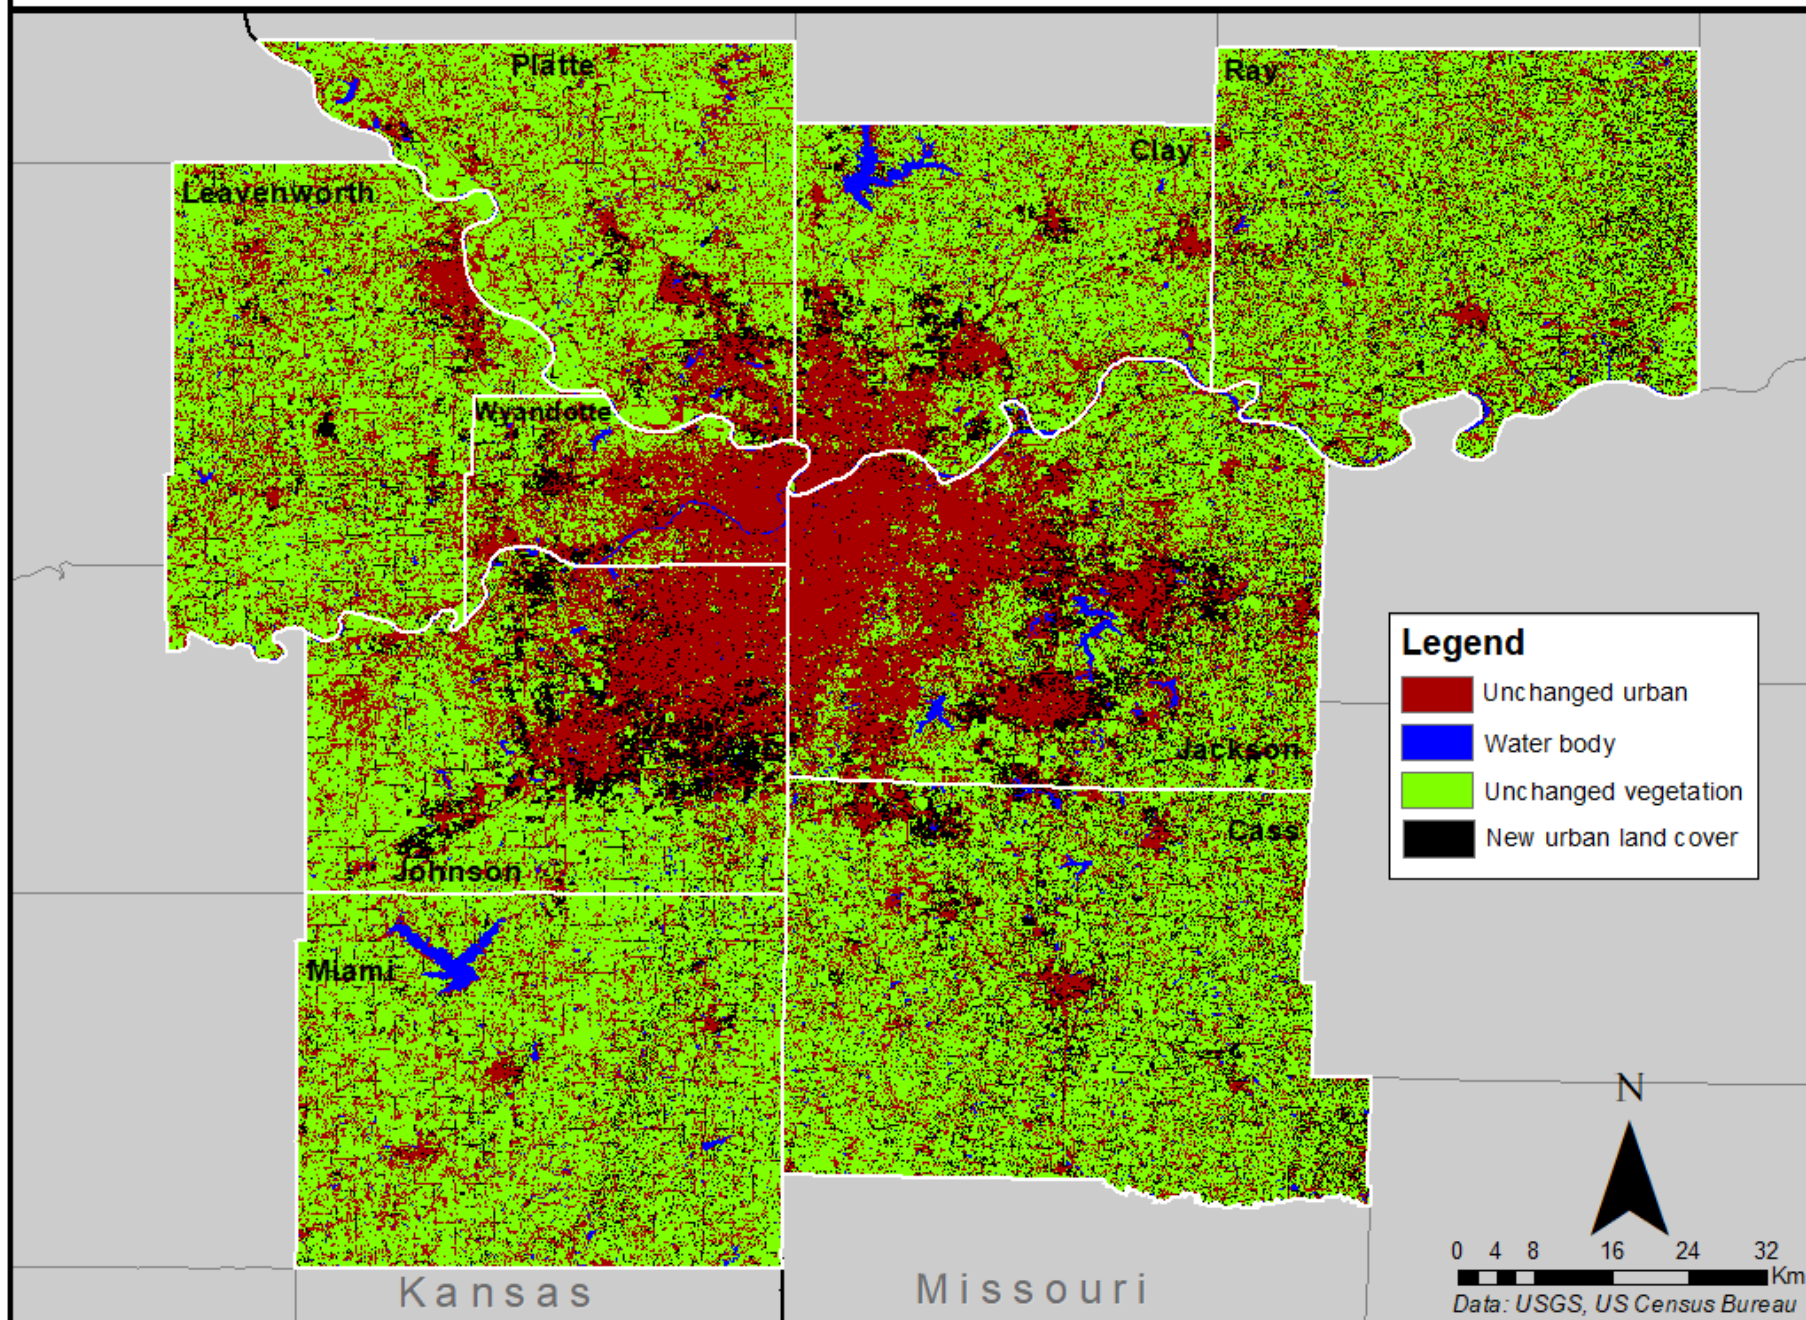 Platte
Ray
Clay
Leavenworth
Wyandotte
Legend
Unchanged urban
Water body
Unchanged vegetation
New urban land cover
Jackson
Cass
Johnson
Miami
N
0 4 8 16 24 32
Km
Kansas
Missouri
Data: USGS, US Census Bureau